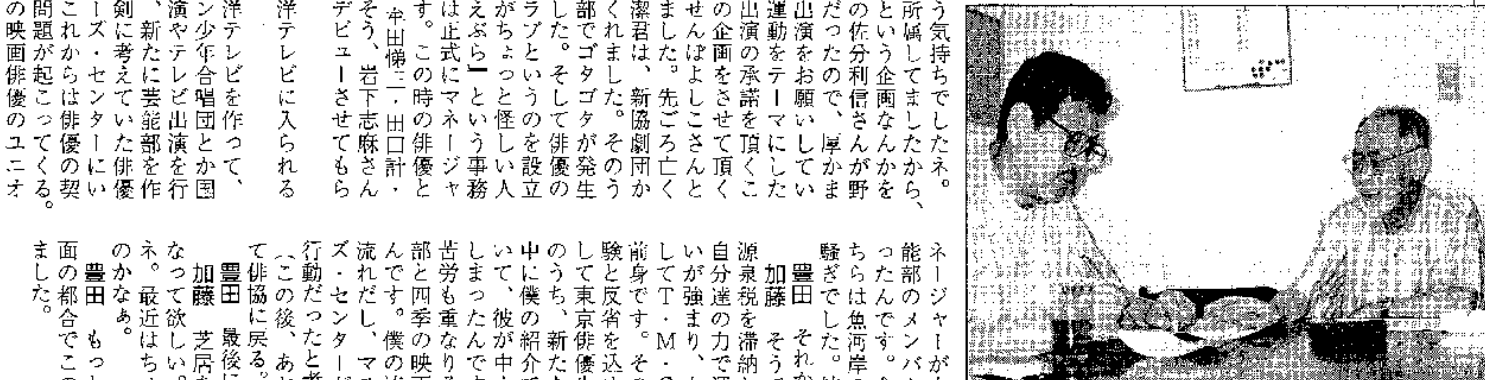 う気持ちでしたネ。
所属してましたから、
という企画なんかを
の佐分利信さんが野
だったので、厚かま
出演をお願いしてい
運動をテーマにした
出演の承諾を頂くこ
の企画をさせて頂く
せんぼよしこさんと
ました。先ごろ亡く
潔君は、新協劇団か
くれました。そのう
部でゴタゴタが発生
した。そして俳優の
ラブというのを設立
がちょっと怪しい人
えぷら」という事務
は正式にマネージャ
す。この時の俳優と
牟田悌三・田口計・
そう、岩下志麻さん
デビューさせてもら
洋テレビに入られる
洋テレビを作って、
ン少年合唱団とか国
演やテレビ出演を行
、新たに芸能部を作
剣に考えていた俳優
ーズ・センターにい
これからは俳優の契
問題が起こってくる。
の映画俳優のユニオ
ネージャーが
能部のメンバ
ったんです。
ちらは魚河岸
騒ぎでした。
豊田 それか
加藤 そう
源泉税を滞納
自分達の力で
いが強まり、
してT・M・
前身です。そ
験と反省を込
して東京俳優
のうち、新た
中に僕の紹介
いて、彼が中
しまったんで
苦労も重なり
部と四季の映
んです。僕の
流れだし、マ
ズ・センター
行動だったと
(この後、あ
て俳協に戻る。
豊田 最後に
加藤 芝居
なって欲しい。
ネ。最近はち
のかなぁ。
豊田 もっ
面の都合でこの
ました。